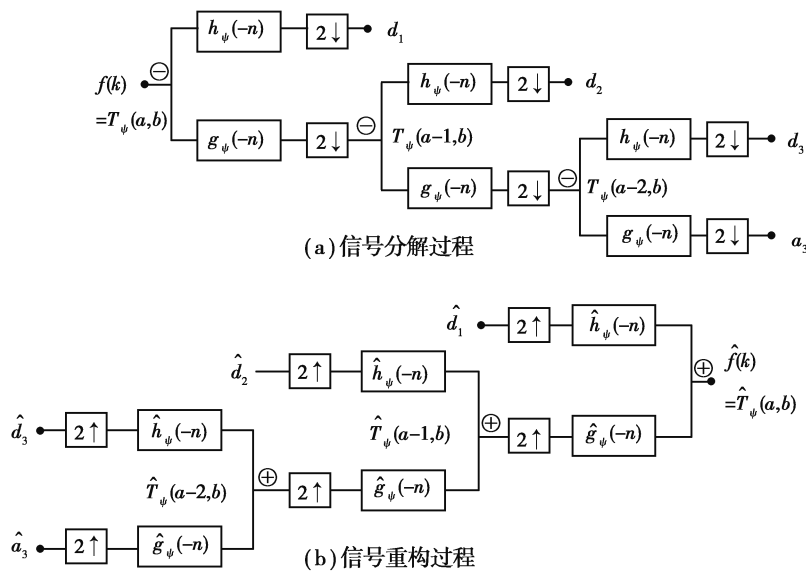 h_ψ(−n) 2↓ d_1
⊖
f(k)
=T_ψ(a,b)
g_ψ(−n) 2↓
⊖
h_ψ(−n) 2↓ d_2
T_ψ(a−1,b)
g_ψ(−n) 2↓
⊖
h_ψ(−n) 2↓ d_3
T_ψ(a−2,b)
g_ψ(−n) 2↓ a_3
(a)信号分解过程
d̂_1 2↑ ĥ_ψ(−n)
⊕
f̂(k)
=T̂_ψ(a,b)
d̂_2 2↑ ĥ_ψ(−n)
T̂_ψ(a−1,b)
⊕
2↑ ĝ_ψ(−n)
d̂_3 2↑ ĥ_ψ(−n)
T̂_ψ(a−2,b)
⊕
2↑ ĝ_ψ(−n)
â_3 2↑ ĝ_ψ(−n)
(b)信号重构过程